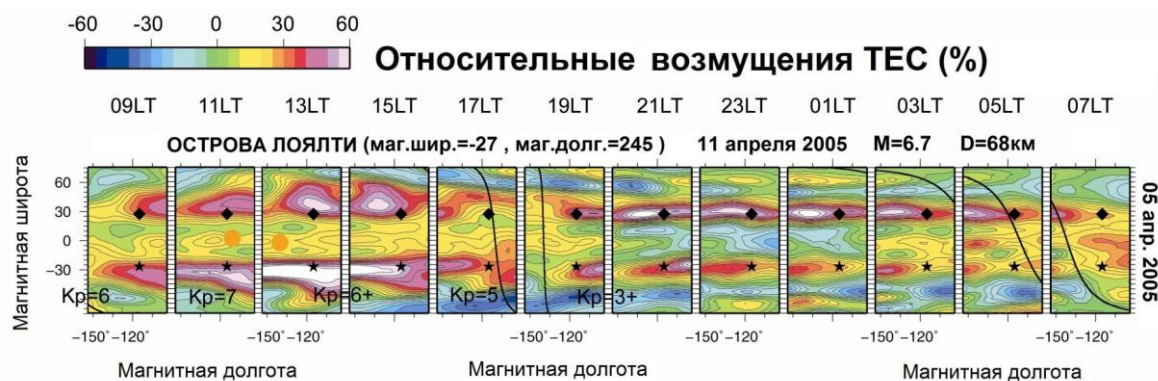 -60 -30 0 30 60
Относительные возмущения TEC (%)
09LT 11LT 13LT 15LT 17LT 19LT 21LT 23LT 01LT 03LT 05LT 07LT
ОСТРОВА ЛОЯЛТИ (маг.шир.=-27 , маг.долг.=245 ) 11 апреля 2005 М=6.7 D=68км
Магнитная широта
60
30
0
−30
Kp=6 Kp=7 Kp=6+ Kp=5 Kp=3+
05 апр. 2005
−150°−120° −150°−120° −150°−120° −150°−120° −150°−120° −150°−120°
Магнитная долгота Магнитная долгота Магнитная долгота